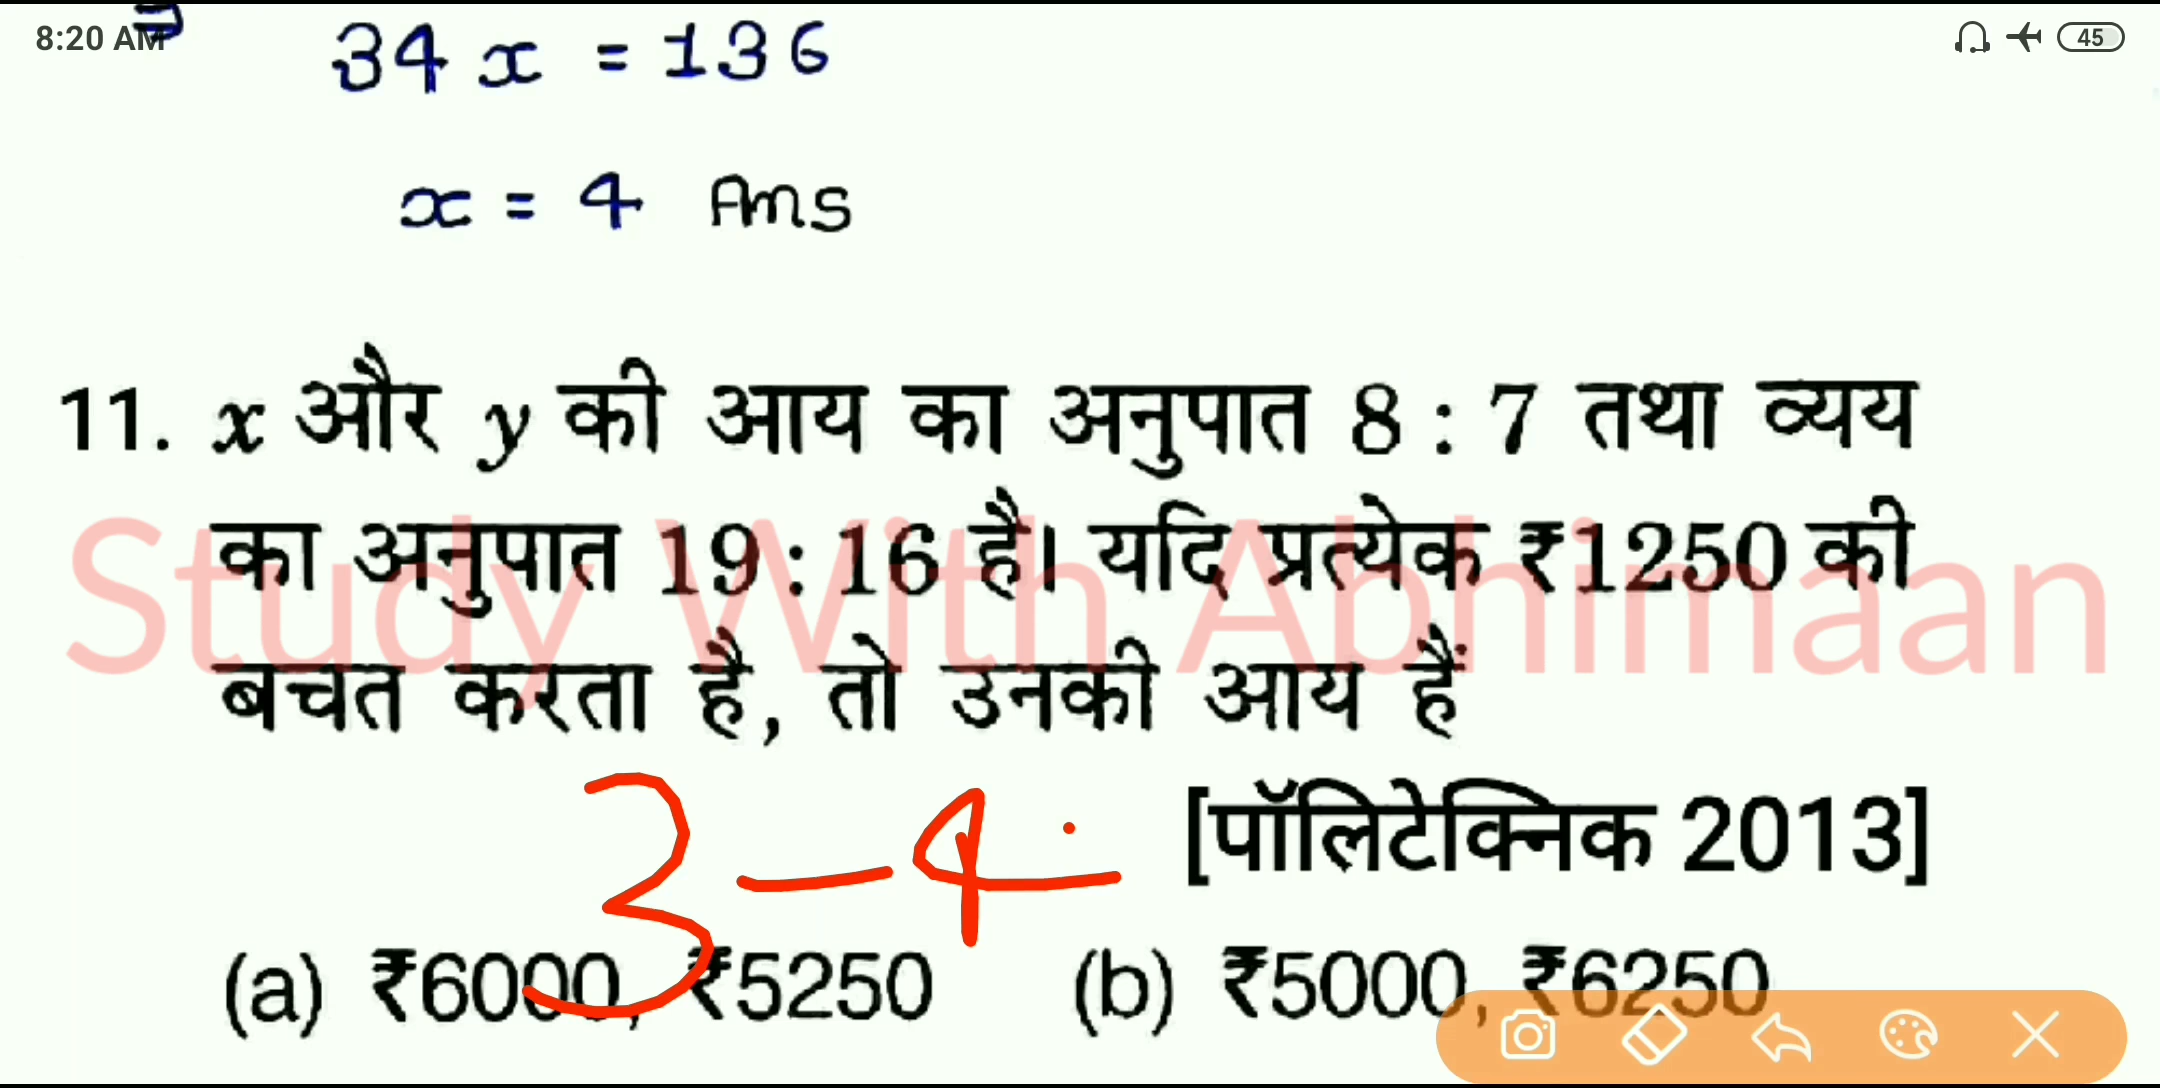 8:20 AM
45
34x = 136
x = 4 Ans
11. x और y की आय का अनुपात 8 : 7 तथा व्यय
का अनुपात 19 : 16 है। यदि प्रत्येक ₹1250 की
Study With Abhimaan
बचत करता है, तो उनकी आय हैं
3 – 4 –
[पॉलिटेक्निक 2013]
(a) ₹6000, ₹5250 (b) ₹5000, ₹6250